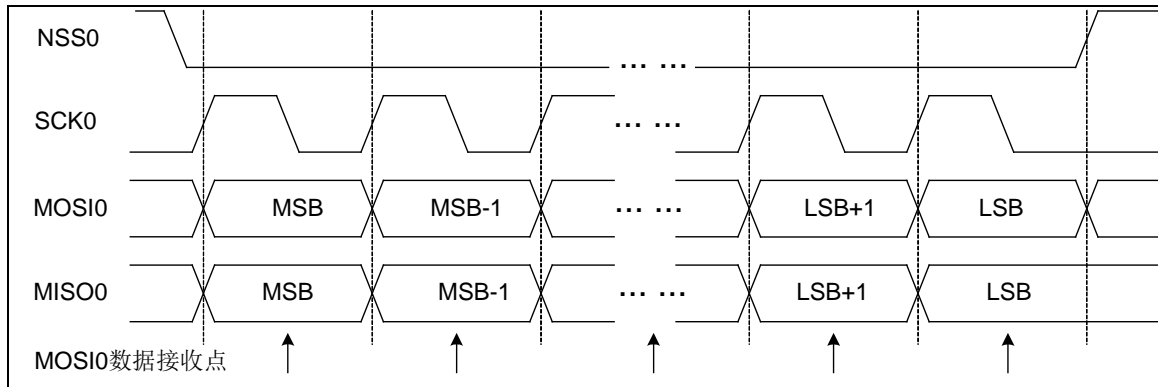 NSS0
... ...
SCK0
... ...
MOSI0 MSB MSB-1 ... ... LSB+1 LSB
MISO0 MSB MSB-1 ... ... LSB+1 LSB
MOSI0数据接收点